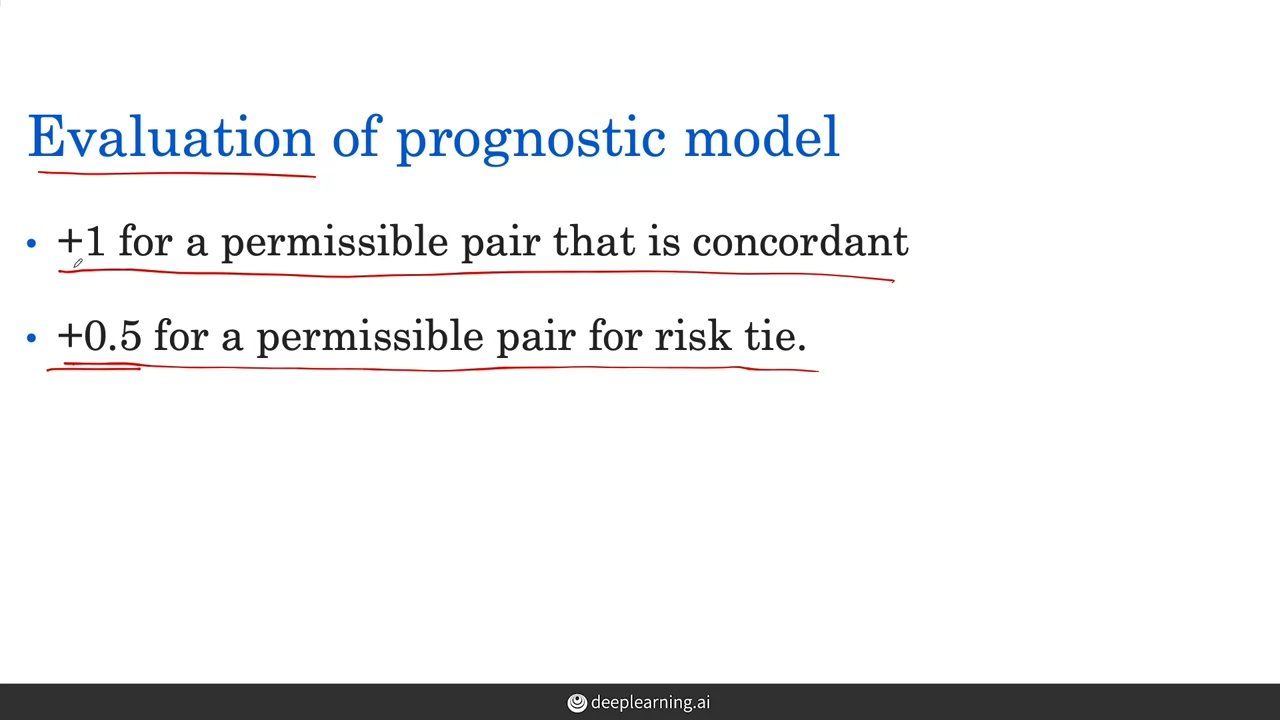 Evaluation of prognostic model
• +1 for a permissible pair that is concordant
• +0.5 for a permissible pair for risk tie.
deeplearning.ai